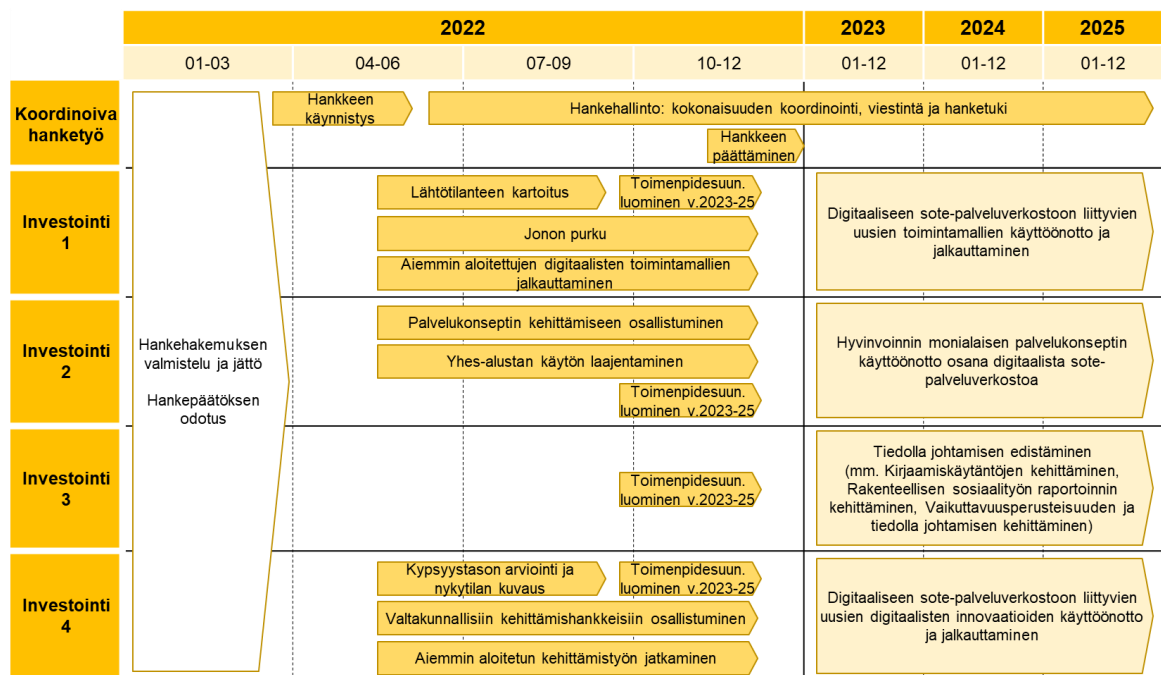 2022
2023
2024
2025
01-03
04-06
07-09
10-12
01-12
01-12
01-12
Koordinoiva
hanketyö
Hankkeen
käynnistys
Hankehallinto: kokonaisuuden koordinointi, viestintä ja hanketuki
Hankkeen
päättäminen
Hankehakemuksen
valmistelu ja jättö
Hankepäätöksen
odotus
Investointi
1
Lähtötilanteen kartoitus
Toimenpidesuun.
luominen v.2023-25
Jonon purku
Aiemmin aloitettujen digitaalisten toimintamallien
jalkauttaminen
Digitaaliseen sote-palveluverkostoon liittyvien
uusien toimintamallien käyttöönotto ja
jalkauttaminen
Investointi
2
Palvelukonseptin kehittämiseen osallistuminen
Yhes-alustan käytön laajentaminen
Toimenpidesuun.
luominen v.2023-25
Hyvinvoinnin monialaisen palvelukonseptin
käyttöönotto osana digitaalista sote-
palveluverkostoa
Investointi
3
Toimenpidesuun.
luominen v.2023-25
Tiedolla johtamisen edistäminen
(mm. Kirjaamiskäytäntöjen kehittäminen,
Rakenteellisen sosiaalityön raportoinnin
kehittäminen, Vaikuttavuusperusteisuuden ja
tiedolla johtamisen kehittäminen)
Investointi
4
Kypsyystason arviointi ja
nykytilan kuvaus
Toimenpidesuun.
luominen v.2023-25
Valtakunnallisiin kehittämishankkeisiin osallistuminen
Aiemmin aloitetun kehittämistyön jatkaminen
Digitaaliseen sote-palveluverkostoon liittyvien
uusien digitaalisten innovaatioiden käyttöönotto
ja jalkauttaminen